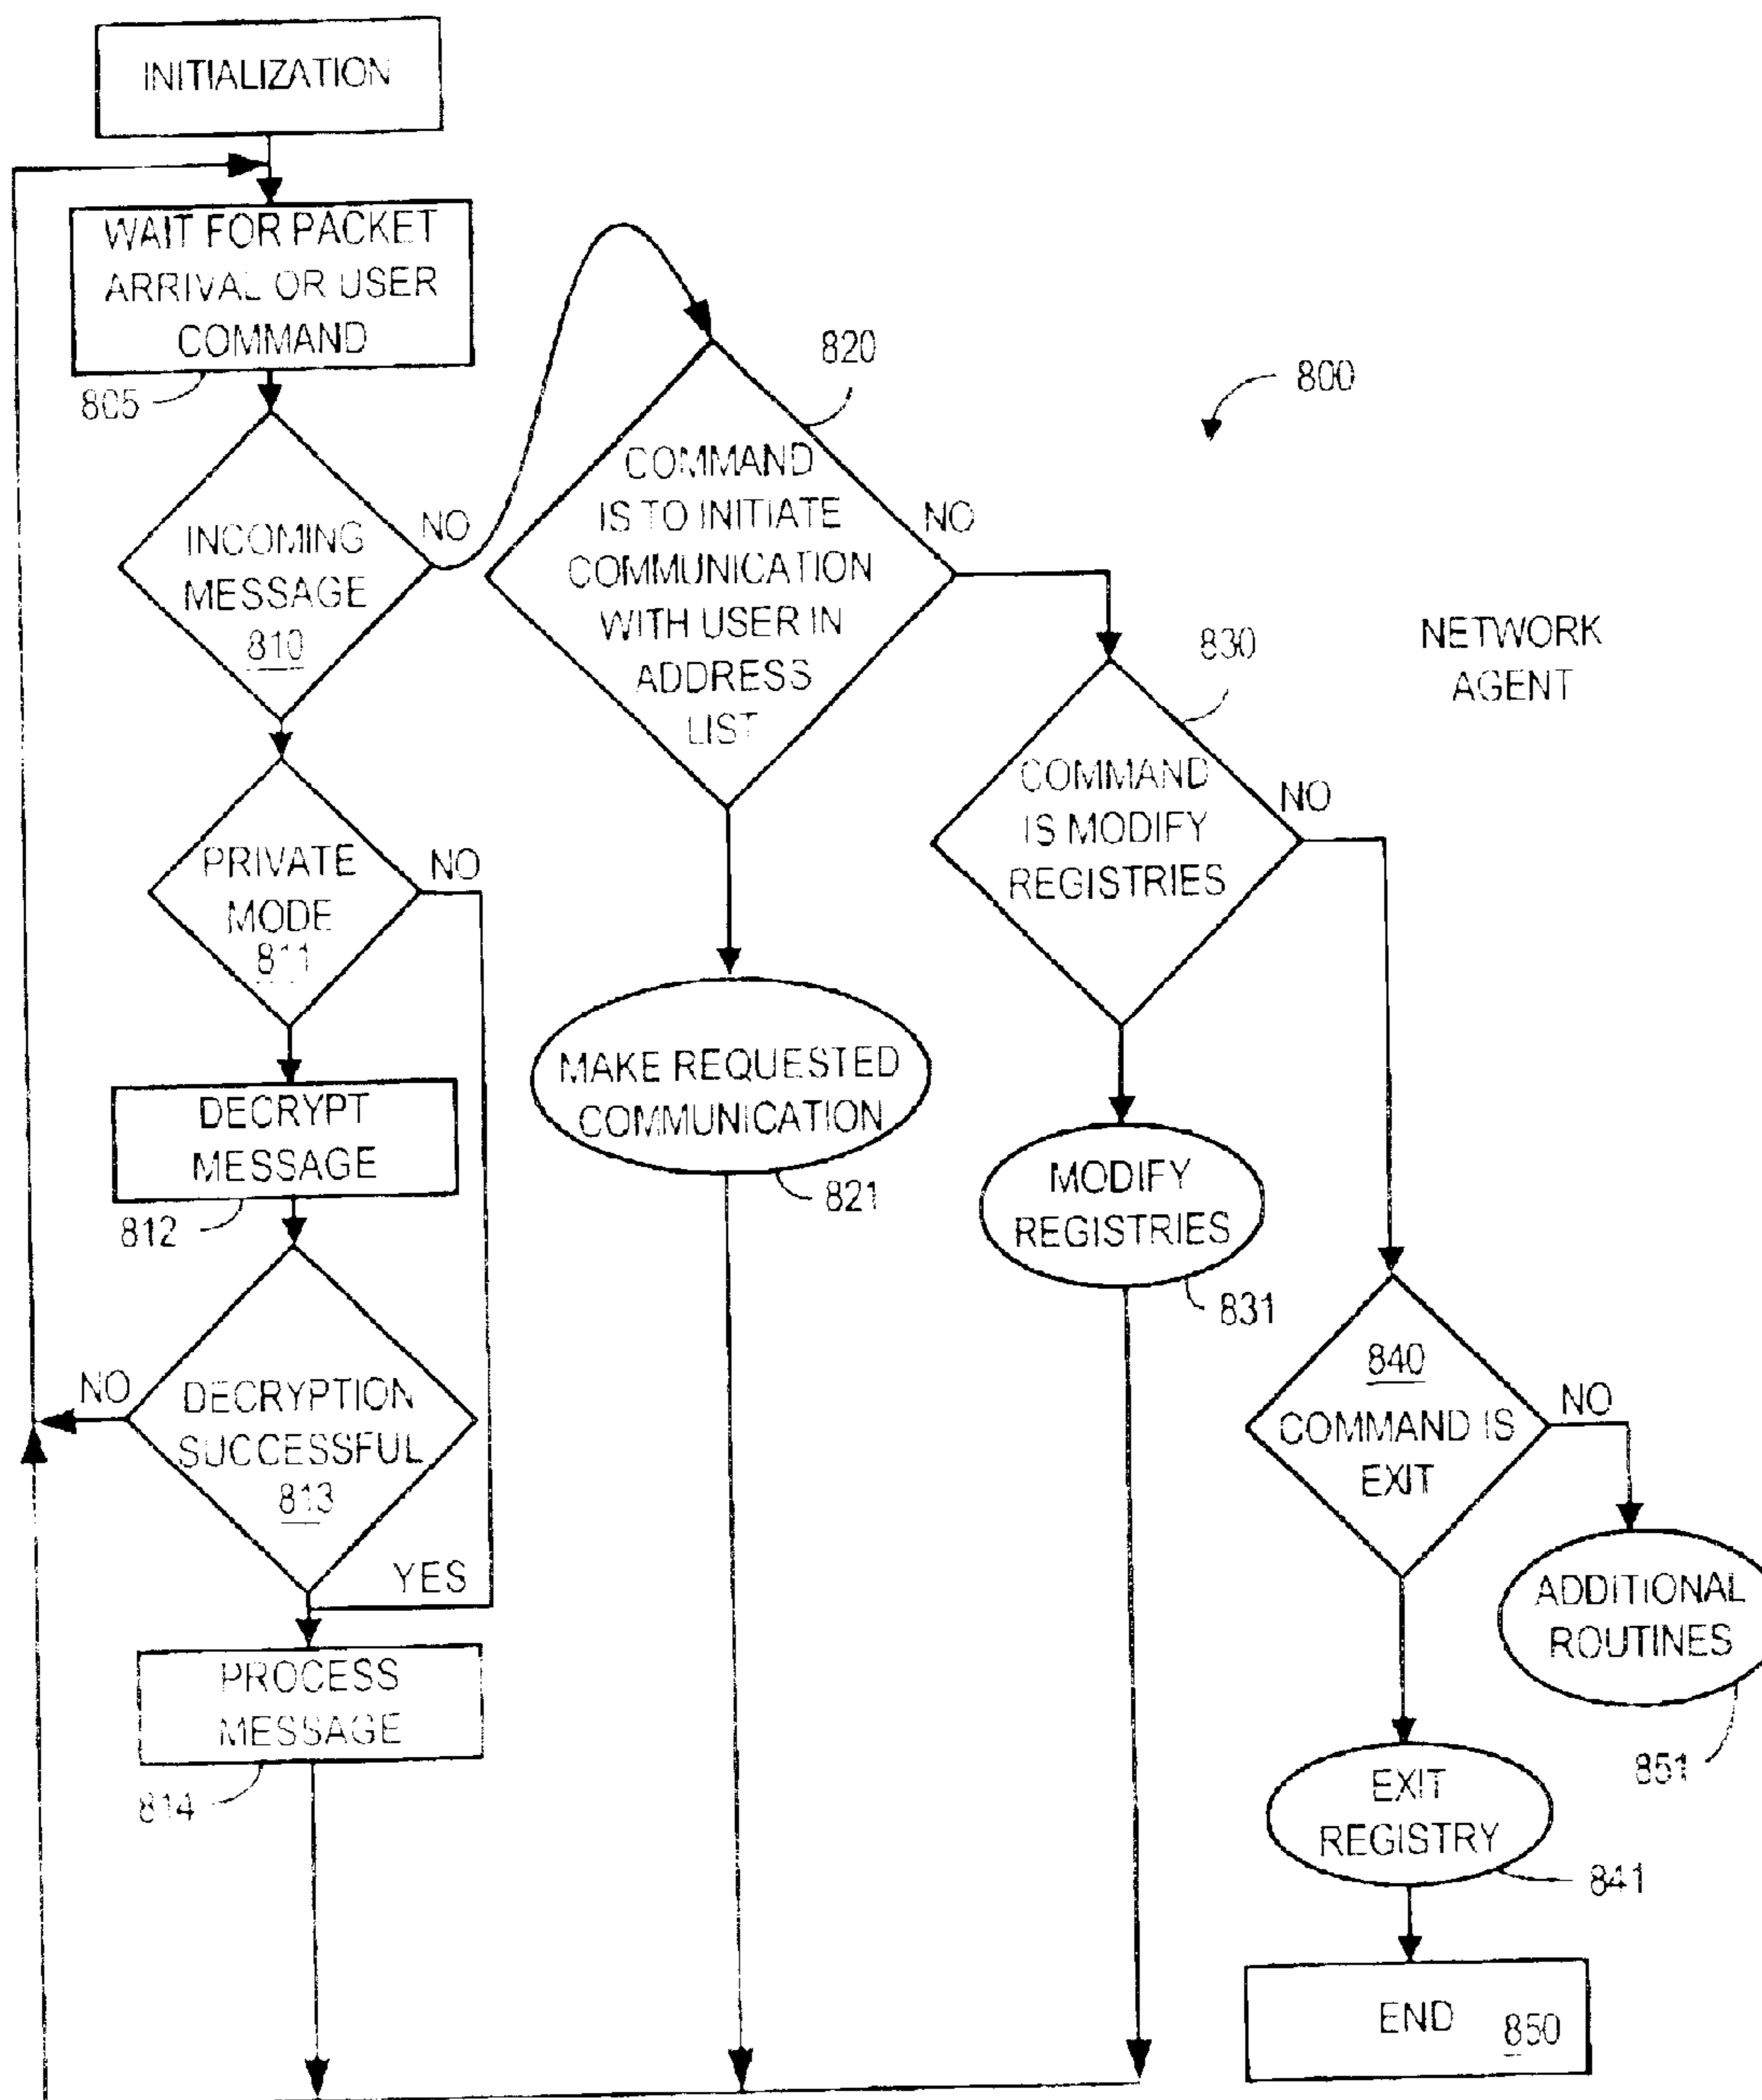 INITIALIZATION
WAIT FOR PACKET
ARRIVAL OR USER
COMMAND
805
INCOMING
MESSAGE
810
NO
PRIVATE
MODE
811
NO
DECRYPT
MESSAGE
812
DECRYPTION
SUCCESSFUL
813
NO
YES
PROCESS
MESSAGE
814
820
COMMAND
IS TO INITIATE
COMMUNICATION
WITH USER IN
ADDRESS
LIST
NO
MAKE REQUESTED
COMMUNICATION
821
800
NETWORK
AGENT
830
COMMAND
IS MODIFY
REGISTRIES
NO
MODIFY
REGISTRIES
831
840
COMMAND IS
EXIT
NO
ADDITIONAL
ROUTINES
851
EXIT
REGISTRY
841
END
850